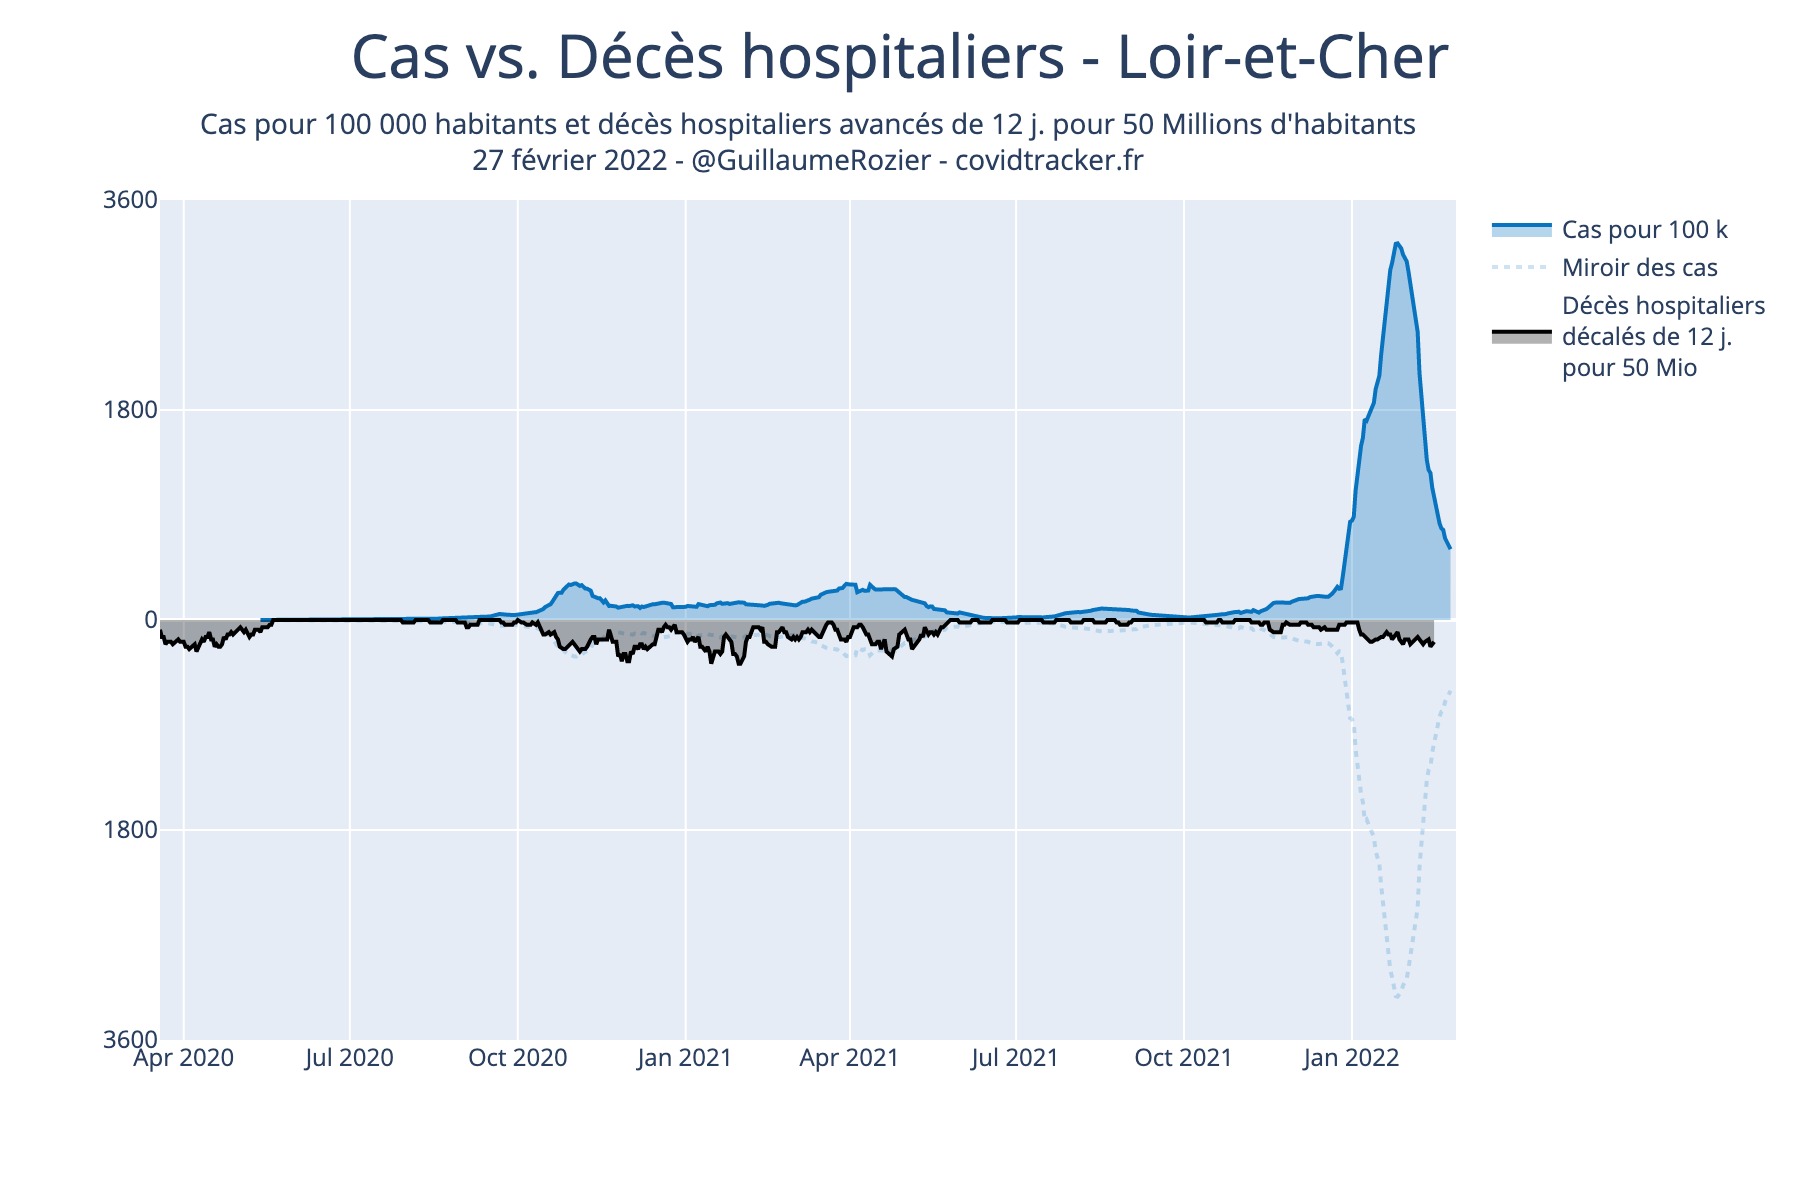 Cas vs. Décès hospitaliers - Loir-et-Cher
Cas pour 100 000 habitants et décès hospitaliers avancés de 12 j. pour 50 Millions d'habitants
27 février 2022 - @GuillaumeRozier - covidtracker.fr
3600
1800
0
1800
3600
Apr 2020
Jul 2020
Oct 2020
Jan 2021
Apr 2021
Jul 2021
Oct 2021
Jan 2022
Cas pour 100 k
Miroir des cas
Décès hospitaliers
décalés de 12 j.
pour 50 Mio